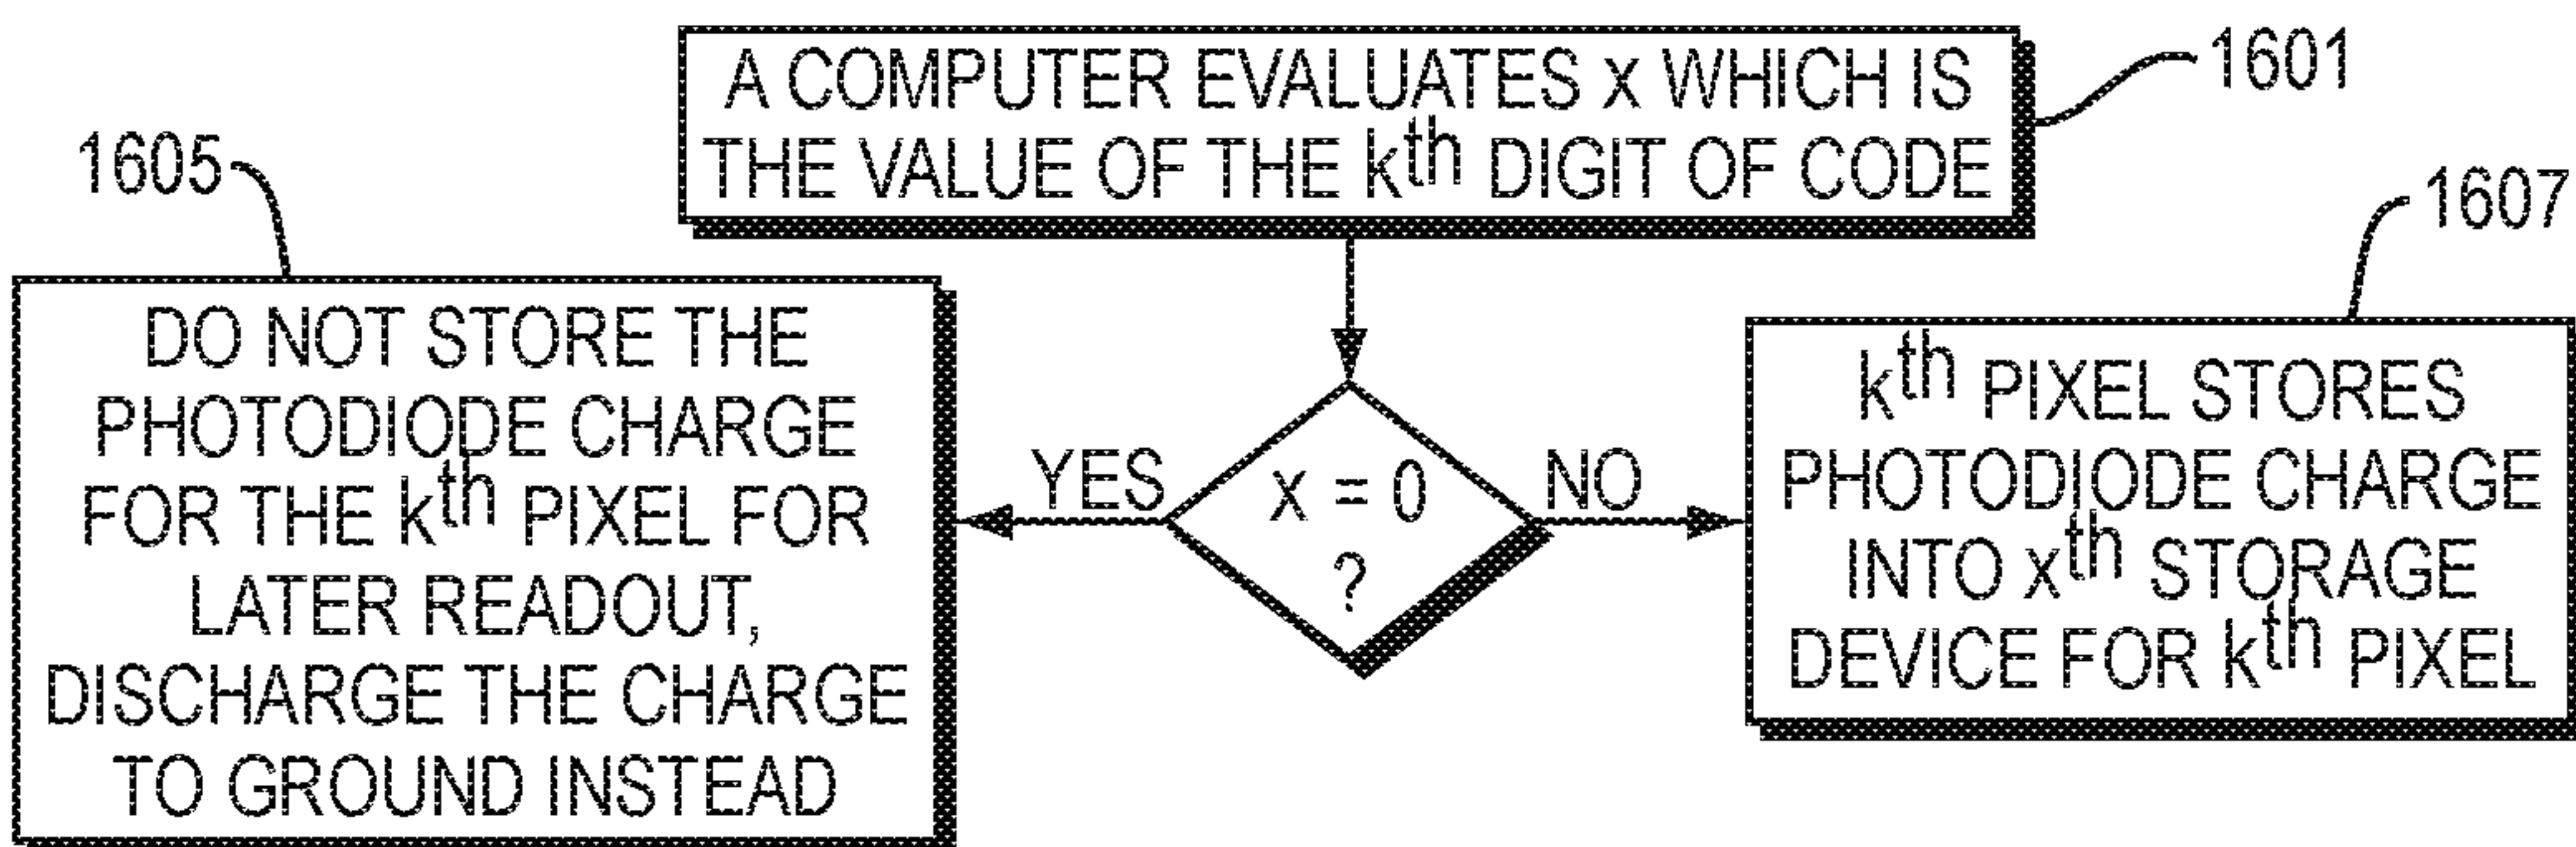 A COMPUTER EVALUATES x WHICH IS
THE VALUE OF THE kth DIGIT OF CODE
1601
1605
1607
DO NOT STORE THE
PHOTODIODE CHARGE
FOR THE kth PIXEL FOR
LATER READOUT,
DISCHARGE THE CHARGE
TO GROUND INSTEAD
YES
X = 0
?
NO
kth PIXEL STORES
PHOTODIODE CHARGE
INTO xth STORAGE
DEVICE FOR kth PIXEL